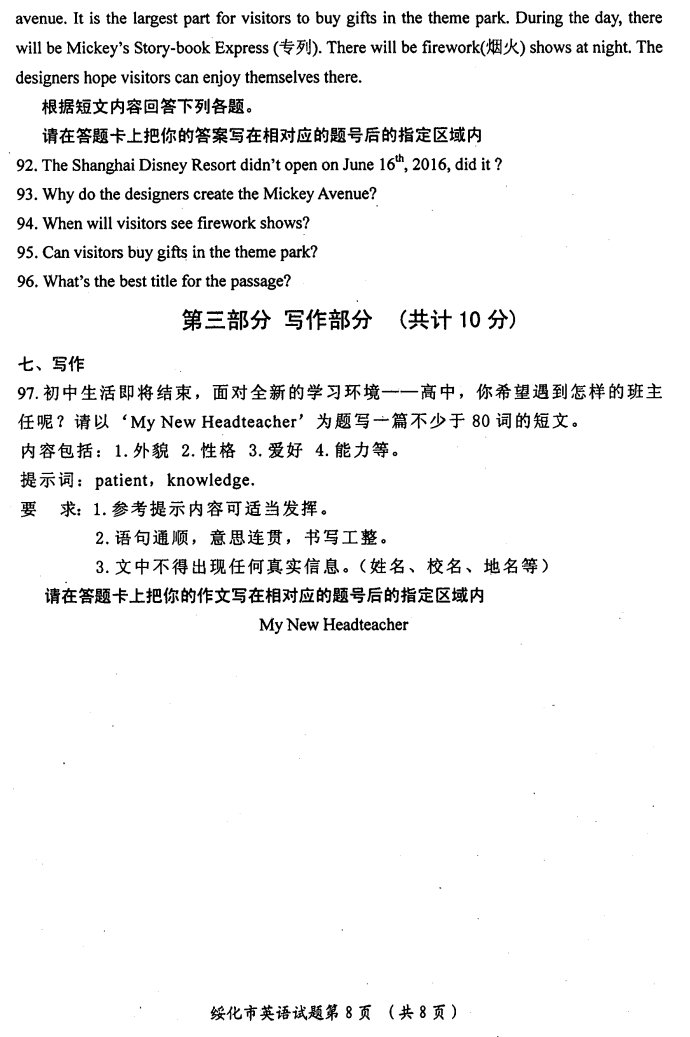 avenue. It is the largest part for visitors to buy gifts in the theme park. During the day, there
will be Mickey's Story-book Express (专列). There will be firework(烟火) shows at night. The
designers hope visitors can enjoy themselves there.
根据短文内容回答下列各题。
请在答题卡上把你的答案写在相对应的题号后的指定区域内
92. The Shanghai Disney Resort didn't open on June 16th, 2016, did it ?
93. Why do the designers create the Mickey Avenue?
94. When will visitors see firework shows?
95. Can visitors buy gifts in the theme park?
96. What's the best title for the passage?
第三部分 写作部分 （共计 10 分）
七、写作
97. 初中生活即将结束，面对全新的学习环境——高中，你希望遇到怎样的班主
任呢？请以‘My New Headteacher’为题写一篇不少于 80 词的短文。
内容包括：1. 外貌 2. 性格 3. 爱好 4. 能力等。
提示词：patient，knowledge.
要 求: 1. 参考提示内容可适当发挥。
2. 语句通顺，意思连贯，书写工整。
3. 文中不得出现任何真实信息。（姓名、校名、地名等）
请在答题卡上把你的作文写在相对应的题号后的指定区域内
My New Headteacher
绥化市英语试题第 8 页 （共 8 页）